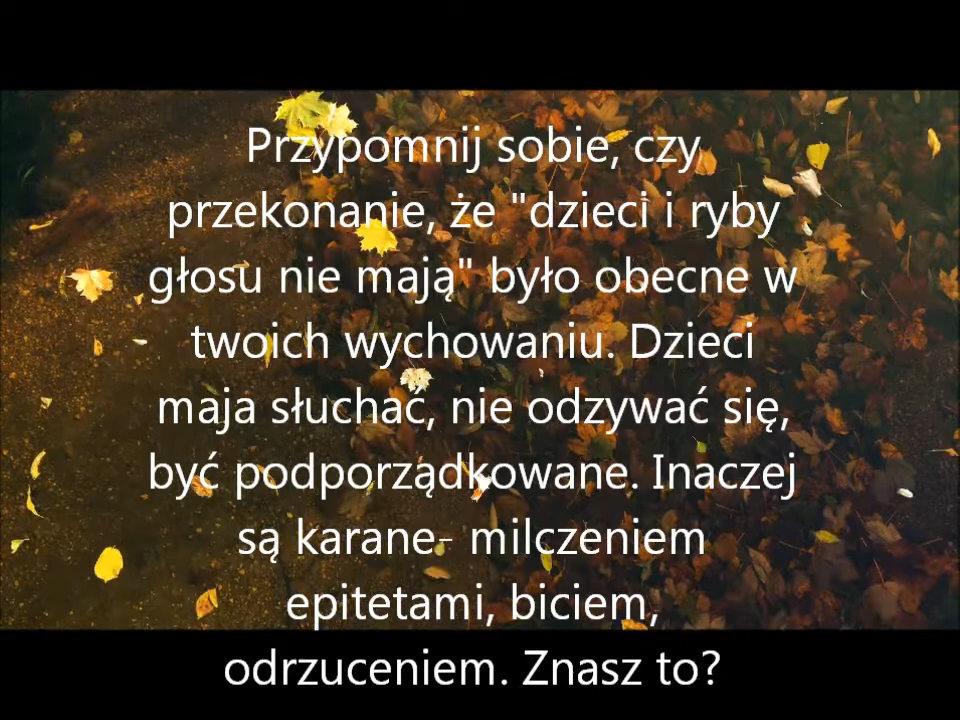 Przypomnij sobie, czy
przekonanie, że "dzieci i ryby
głosu nie mają" było obecne w
twoich wychowaniu. Dzieci
maja słuchać, nie odzywać się,
być podporządkowane. Inaczej
są karane- milczeniem
epitetami, biciem,
odrzuceniem. Znasz to?